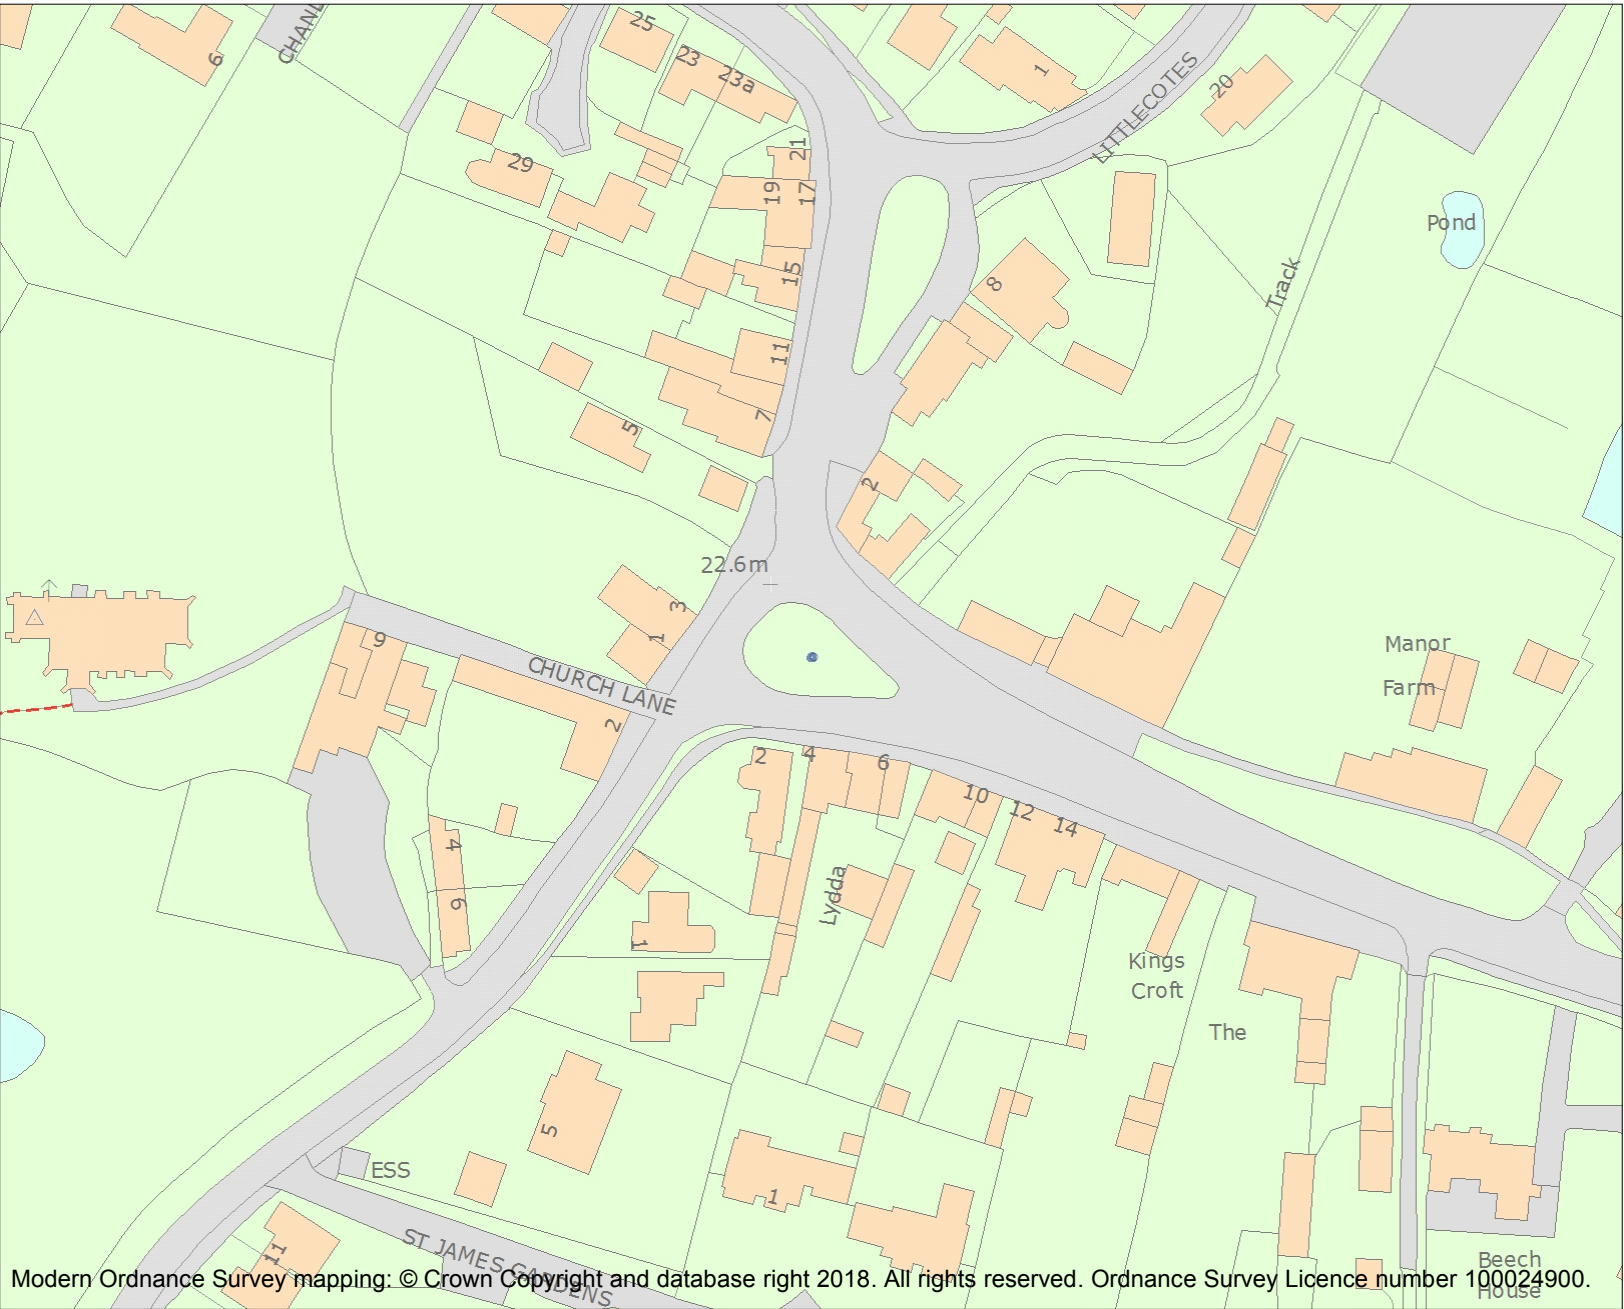 CHAND
25
23
23a
6
1
20
LITTLECOTES
29
21
19
17
Pond
15
8
Track
11
7
5
2
22.6m
3
1
9
CHURCH LANE
Manor
Farm
2
2
4
6
10
12
14
4
6
Lydda
1
Kings
Croft
The
5
ESS
1
11
ST JAMES GARDENS
Beech
House
Modern Ordnance Survey mapping: © Crown Copyright and database right 2018. All rights reserved. Ordnance Survey Licence number 100024900.